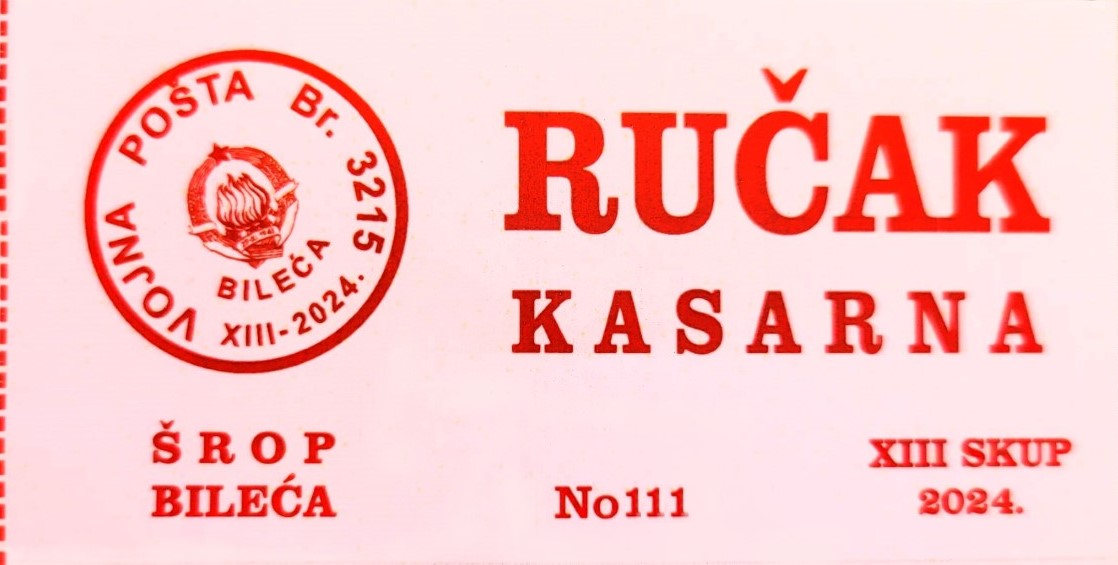 VOJNA POŠTA Br. 3215
BILEĆA
XIII-2024.
RUČAK
KASARNA
ŠROP
BILEĆA
No111
XIII SKUP
2024.